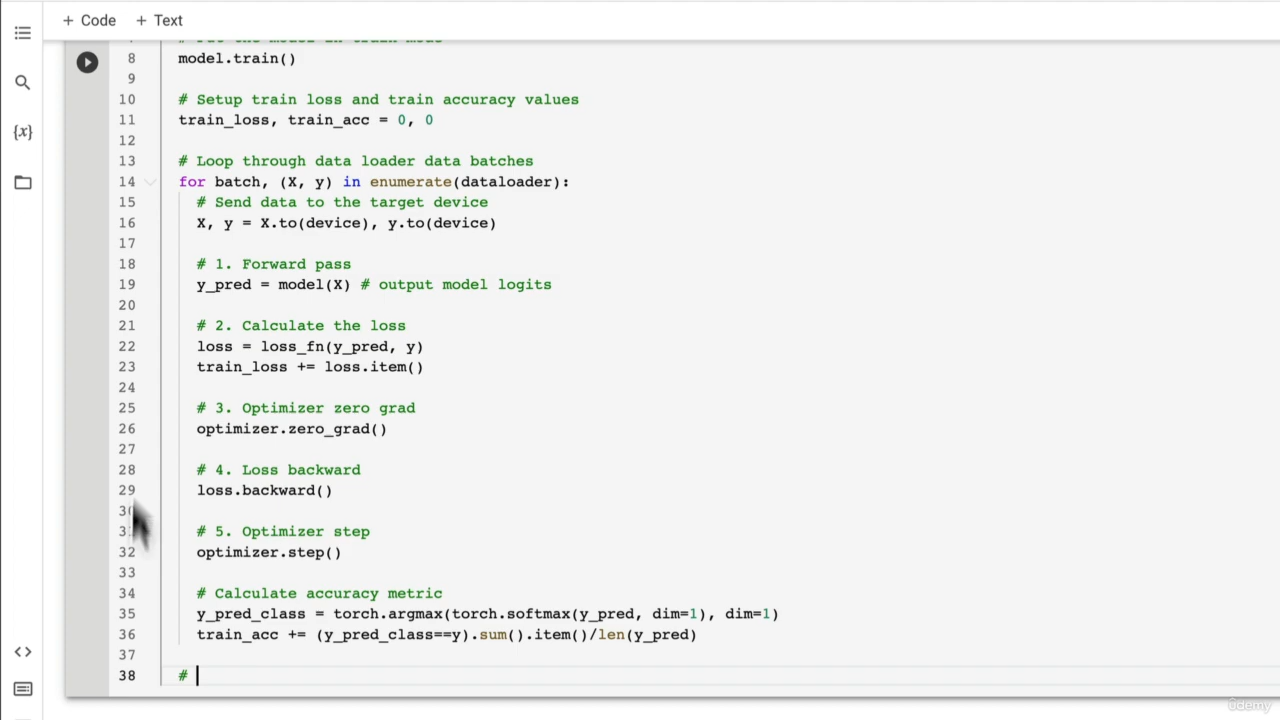 + Code + Text
8 model.train()
9
10 # Setup train loss and train accuracy values
11 train_loss, train_acc = 0, 0
12
13 # Loop through data loader data batches
14 for batch, (X, y) in enumerate(dataloader):
15 # Send data to the target device
16 X, y = X.to(device), y.to(device)
17
18 # 1. Forward pass
19 y_pred = model(X) # output model logits
20
21 # 2. Calculate the loss
22 loss = loss_fn(y_pred, y)
23 train_loss += loss.item()
24
25 # 3. Optimizer zero grad
26 optimizer.zero_grad()
27
28 # 4. Loss backward
29 loss.backward()
# 5. Optimizer step
32 optimizer.step()
33
34 # Calculate accuracy metric
35 y_pred_class = torch.argmax(torch.softmax(y_pred, dim=1), dim=1)
36 train_acc += (y_pred_class==y).sum().item()/len(y_pred)
37
38 #
ûdemy